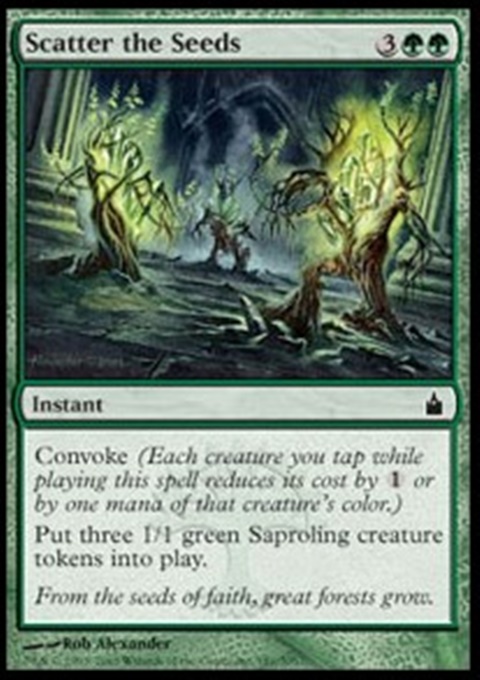 Scatter the Seeds 3
Instant
Convoke (Each creature you tap while
playing this spell reduces its cost by 1 or
by one mana of that creature's color.)
Put three 1/1 green Saproling creature
tokens into play.
From the seeds of faith, great forests grow.
Rob Alexander